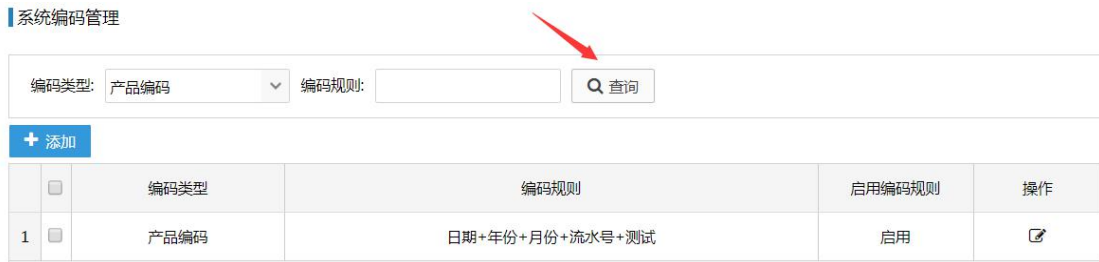 系统编码管理
编码类型: 产品编码 编码规则: 查询
添加
编码类型 编码规则 启用编码规则 操作
1 产品编码 日期+年份+月份+流水号+测试 启用